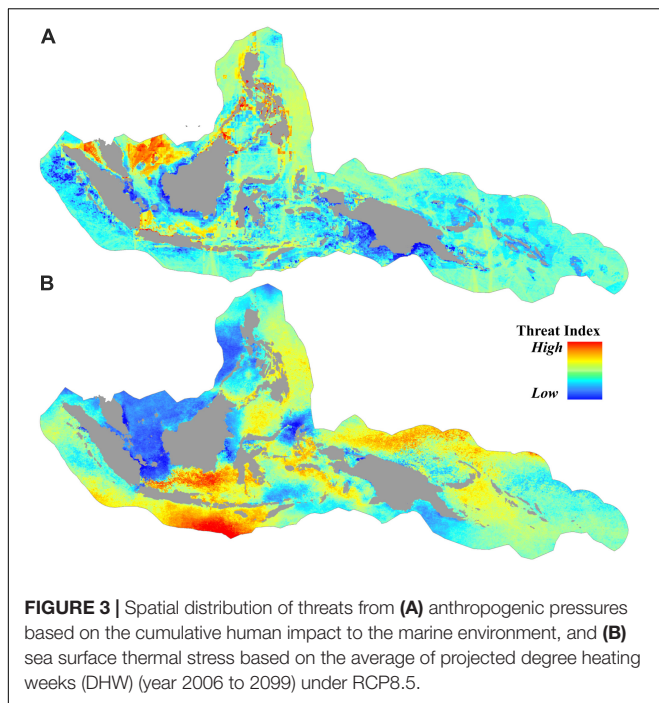 A
B
Threat Index
High
Low
FIGURE 3 | Spatial distribution of threats from (A) anthropogenic pressures
based on the cumulative human impact to the marine environment, and (B)
sea surface thermal stress based on the average of projected degree heating
weeks (DHW) (year 2006 to 2099) under RCP8.5.